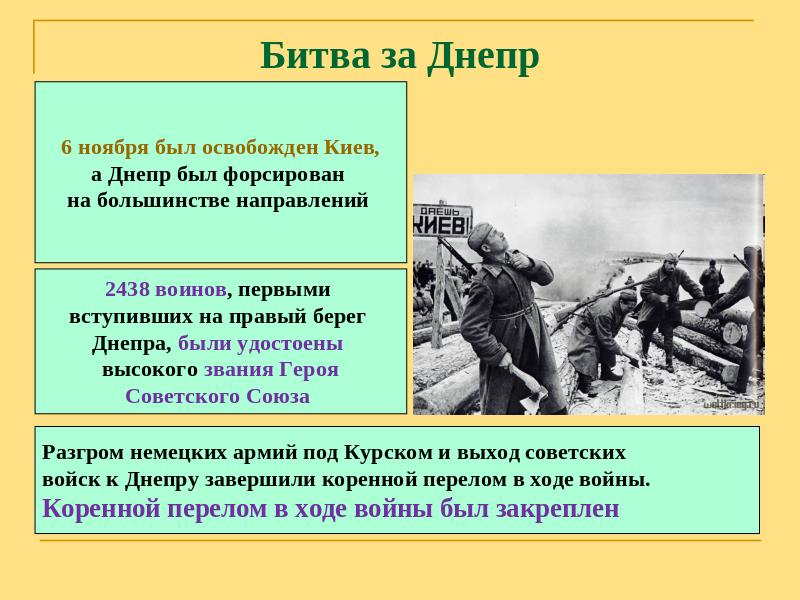 Битва за Днепр
6 ноября был освобожден Киев,
а Днепр был форсирован
на большинстве направлений
ДАЕШЬ
КИЕВ!
2438 воинов, первыми
вступивших на правый берег
Днепра, были удостоены
высокого звания Героя
Советского Союза
Разгром немецких армий под Курском и выход советских
войск к Днепру завершили коренной перелом в ходе войны.
Коренной перелом в ходе войны был закреплен